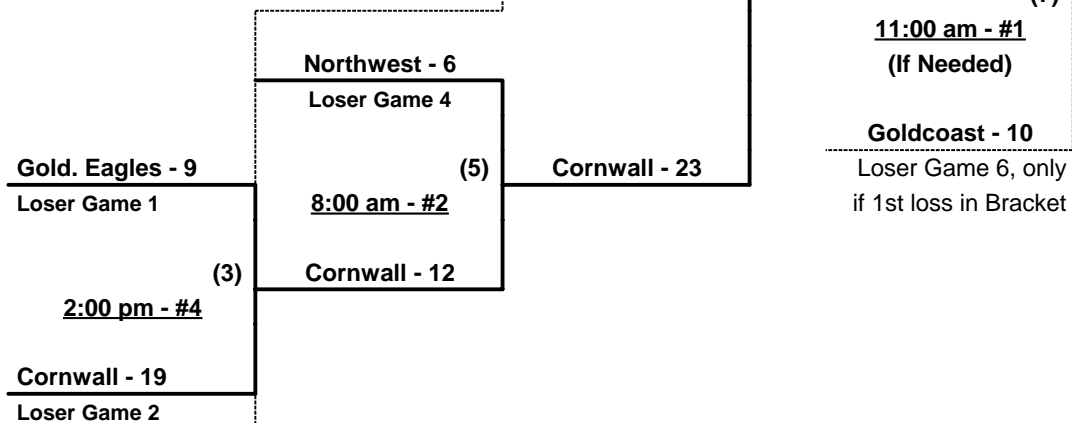 (7)
11:00 am - #1
Northwest - 6
(If Needed)
Loser Game 4
Goldcoast - 10
Gold. Eagles - 9
(5)
Cornwall - 23
Loser Game 6, only
Loser Game 1
8:00 am - #2
if 1st loss in Bracket
(3)
Cornwall - 12
2:00 pm - #4
Cornwall - 19
Loser Game 2